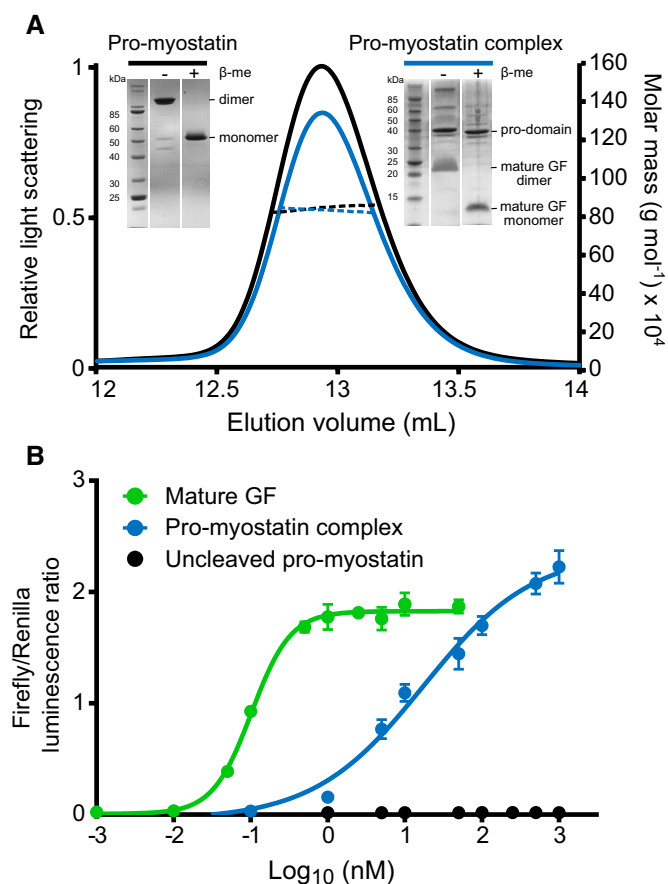 A
Pro-myostatin
Pro-myostatin complex
kDa
- + β-me
85
60
50
40
30
25
dimer
monomer
kDa
- + β-me
85
60
50
40
25
20
15
pro-domain
mature GF
dimer
mature GF
monomer
Relative light scattering
1
0.5
0
12 12.5 13 13.5 14
Elution volume (mL)
160
140
120
100
80
60
40
20
0
Molar mass (g mol-1) x 10⁴
B
Mature GF
Pro-myostatin complex
Uncleaved pro-myostatin
Firefly/Renilla
luminescence ratio
3
2
1
0
-3 -2 -1 0 1 2 3
Log₁₀ (nM)